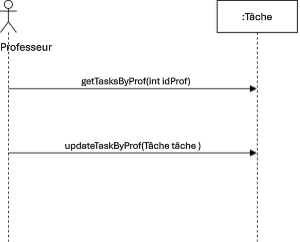 :Tâche
Professeur
getTasksByProf(int idProf)
updateTaskByProf(Tâche tâche )